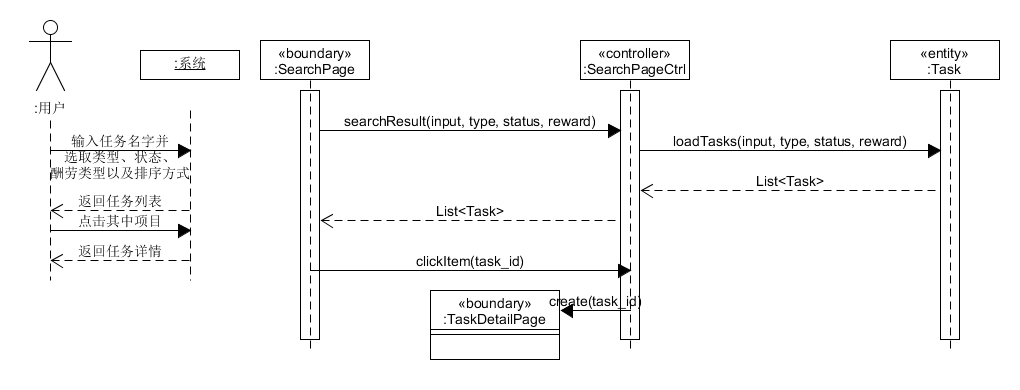 :用户
:系统
输入任务名字并
选取类型、状态、
酬劳类型以及排序方式
返回任务列表
点击其中项目
返回任务详情
«boundary»
:SearchPage
«controller»
:SearchPageCtrl
«entity»
:Task
searchResult(input, type, status, reward)
loadTasks(input, type, status, reward)
List<Task>
List<Task>
clickItem(task_id)
create(task_id)
«boundary»
:TaskDetailPage